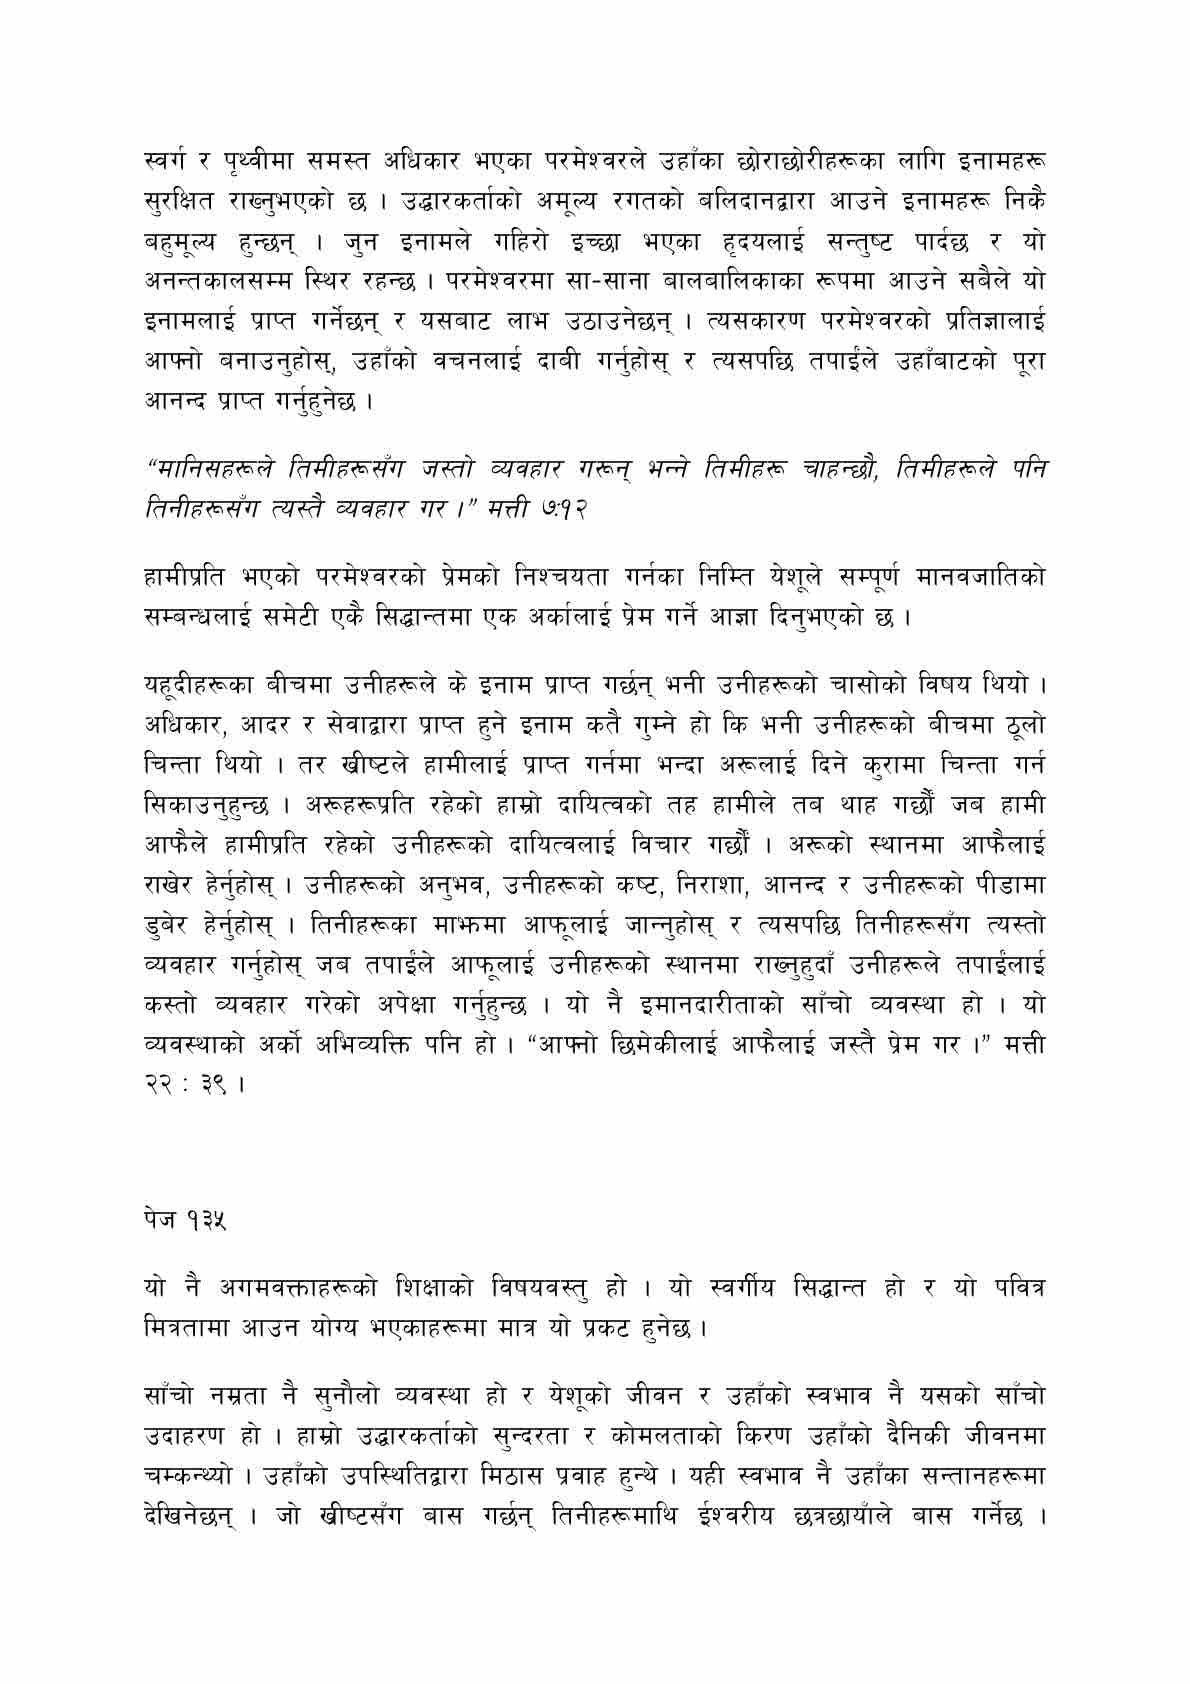 स्वर्ग र पृथ्वीमा समस्त अधिकार भएका परमेश्वरले उहाँका छोराछोरीहरूका लागि इनामहरू
सुरक्षित राख्नुभएको छ । उद्धारकर्ताको अमूल्य रगतको बलिदानद्वारा आउने इनामहरू निकै
बहुमूल्य हुन्छन् । जुन इनामले गहिरो इच्छा भएका हृदयलाई सन्तुष्ट पार्दछ र यो
अनन्तकालसम्म स्थिर रहन्छ । परमेश्वरमा सा-साना बालबालिकाका रूपमा आउने सबैले यो
इनामलाई प्राप्त गर्नेछन् र यसबाट लाभ उठाउनेछन् । त्यसकारण परमेश्वरको प्रतिज्ञालाई
आफ्नो बनाउनुहोस्, उहाँको वचनलाई दाबी गर्नुहोस् र त्यसपछि तपाईंले उहाँबाटको पूरा
आनन्द प्राप्त गर्नुहुनेछ ।
“मानिसहरूले तिमीहरूसँग जस्तो व्यवहार गरून् भन्ने तिमीहरू चाहन्छौ, तिमीहरूले पनि
तिनीहरूसँग त्यस्तै व्यवहार गर ।” मत्ती ७:१२
हामीप्रति भएको परमेश्वरको प्रेमको निश्चयता गर्नका निम्ति येशूले सम्पूर्ण मानवजातिको
सम्बन्धलाई समेटी एकै सिद्धान्तमा एक अर्कालाई प्रेम गर्ने आज्ञा दिनुभएको छ ।
यहूदीहरूका बीचमा उनीहरूले के इनाम प्राप्त गर्छन् भनी उनीहरूको चासोको विषय थियो ।
अधिकार, आदर र सेवाद्वारा प्राप्त हुने इनाम कतै गुम्ने हो कि भनी उनीहरूको बीचमा ठूलो
चिन्ता थियो । तर ख्रीष्टले हामीलाई प्राप्त गर्नमा भन्दा अरूलाई दिने कुरामा चिन्ता गर्न
सिकाउनुहुन्छ । अरूहरूप्रति रहेको हाम्रो दायित्वको तह हामीले तब थाह गर्छौं जब हामी
आफैले हामीप्रति रहेको उनीहरूको दायित्वलाई विचार गर्छौं । अरूको स्थानमा आफैलाई
राखेर हेर्नुहोस् । उनीहरूको अनुभव, उनीहरूको कष्ट, निराशा, आनन्द र उनीहरूको पीडामा
डुबेर हेर्नुहोस् । तिनीहरूका माझमा आफूलाई जान्नुहोस् र त्यसपछि तिनीहरूसँग त्यस्तो
व्यवहार गर्नुहोस् जब तपाईंले आफूलाई उनीहरूको स्थानमा राख्नुहुदाँ उनीहरूले तपाईंलाई
कस्तो व्यवहार गरेको अपेक्षा गर्नुहुन्छ । यो नै इमानदारीताको साँचो व्यवस्था हो । यो
व्यवस्थाको अर्को अभिव्यक्ति पनि हो । “आफ्नो छिमेकीलाई आफैलाई जस्तै प्रेम गर ।” मत्ती
२२ : ३९ ।
पेज १३५
यो नै अगमवक्ताहरूको शिक्षाको विषयवस्तु हो । यो स्वर्गीय सिद्धान्त हो र यो पवित्र
मित्रतामा आउन योग्य भएकाहरूमा मात्र यो प्रकट हुनेछ ।
साँचो नम्रता नै सुनौलो व्यवस्था हो र येशूको जीवन र उहाँको स्वभाव नै यसको साँचो
उदाहरण हो । हाम्रो उद्धारकर्ताको सुन्दरता र कोमलताको किरण उहाँको दैनिकी जीवनमा
चम्कन्थ्यो । उहाँको उपस्थितिद्वारा मिठास प्रवाह हुन्थे । यही स्वभाव नै उहाँका सन्तानहरूमा
देखिनेछन् । जो ख्रीष्टसँग बास गर्छन् तिनीहरूमाथि ईश्वरीय छत्रछायाँले बास गर्नेछ ।